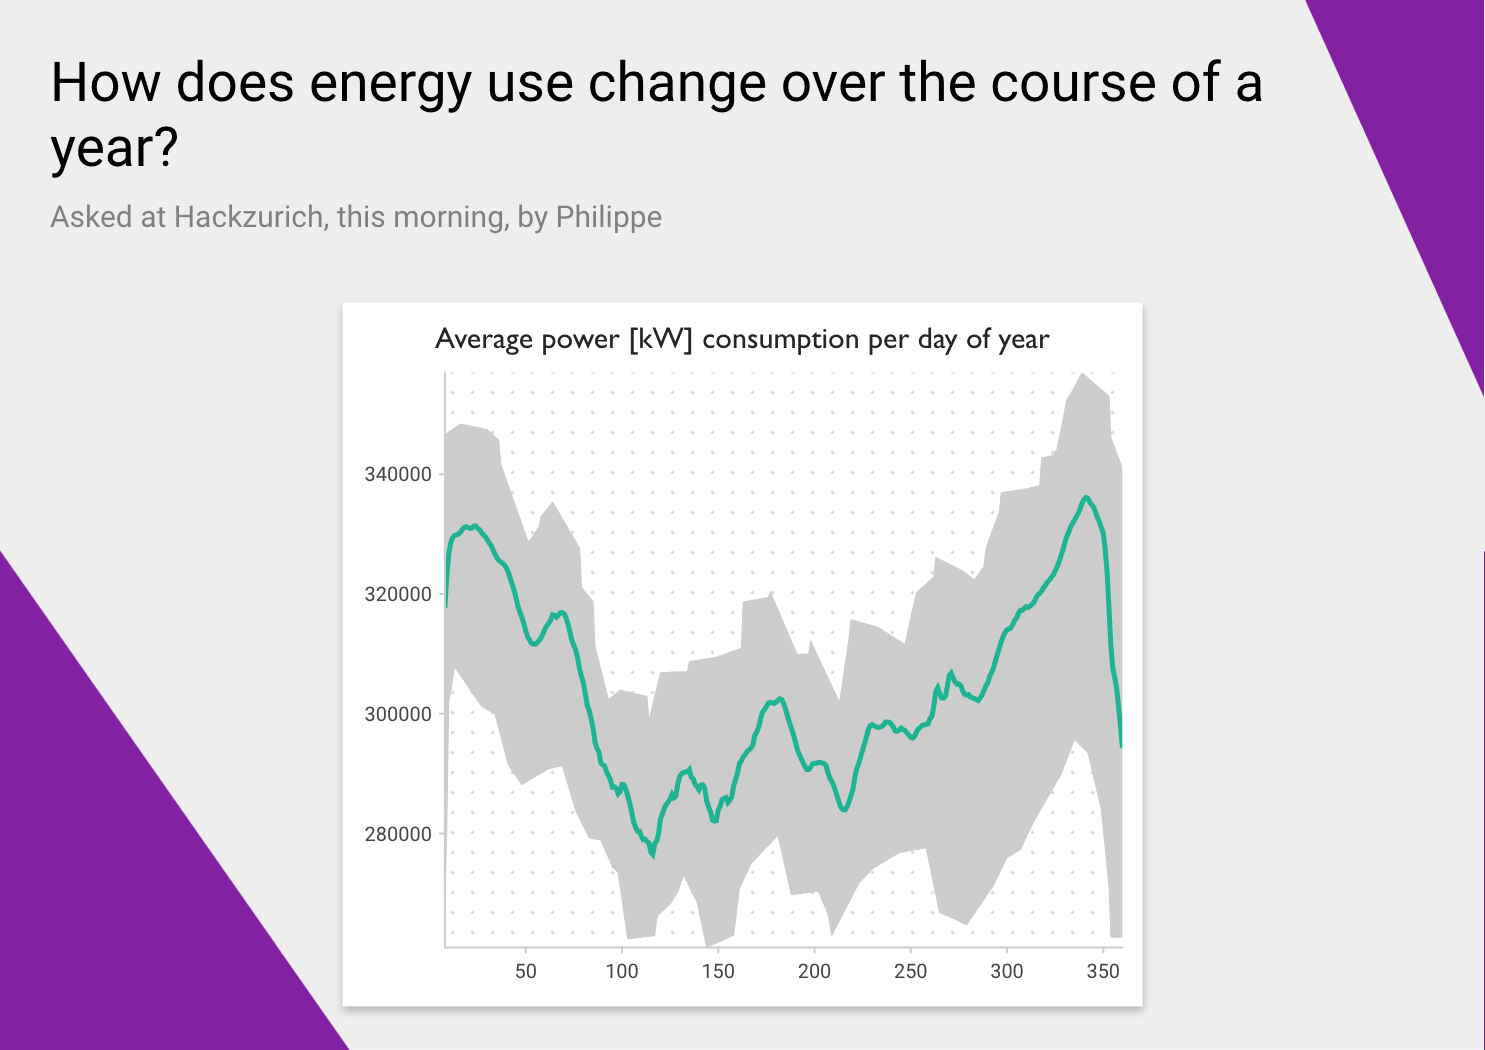 How does energy use change over the course of a
year?
Asked at Hackzurich, this morning, by Philippe
Average power [kW] consumption per day of year
340000
320000
300000
280000
50 100 150 200 250 300 350